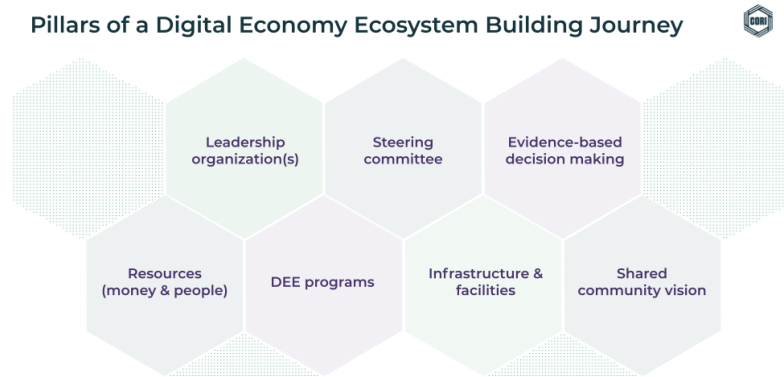 Pillars of a Digital Economy Ecosystem Building Journey
CORI
Leadership
organization(s)
Steering
committee
Evidence-based
decision making
Resources
(money & people)
DEE programs
Infrastructure &
facilities
Shared
community vision